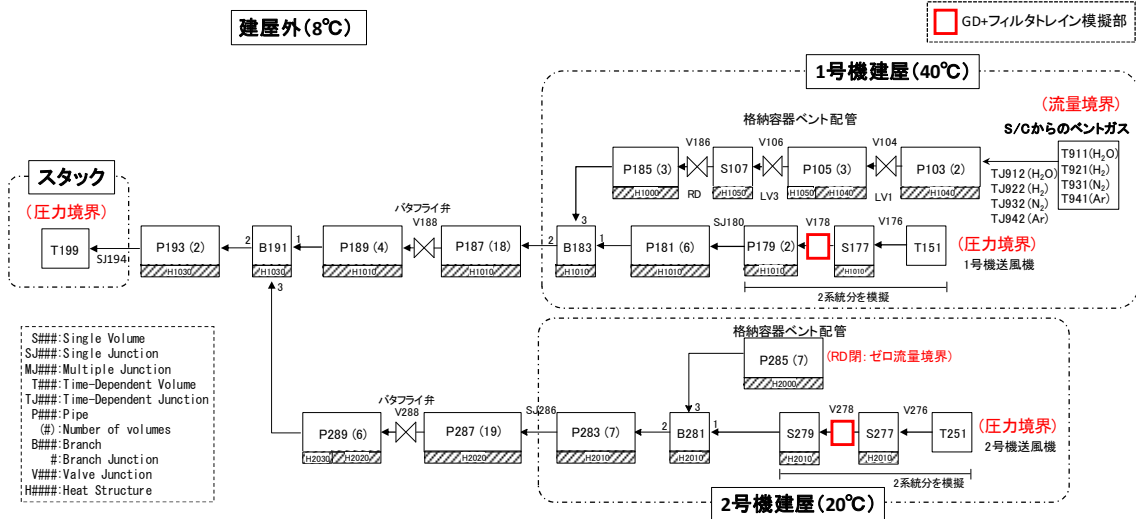 建屋外(8℃)
GD+フィルタトレイン模擬部
1号機建屋(40℃)
(流量境界)
S/Cからのベントガス
格納容器ベント配管
V186
V106
V104
P185 (3)
S107
P105 (3)
P103 (2)
H1000
H1050
H1050
H1040
H1040
RD
LV3
LV1
T911(H₂O)
T921(H₂)
T931(N₂)
T941(Ar)
TJ912(H₂O)
TJ922(H₂)
TJ932(N₂)
TJ942(Ar)
スタック
(圧力境界)
T199
SJ194
P193 (2)
H1030
2
B191
H1030
1
3
P189 (4)
H1010
バタフライ弁
V188
P187 (18)
H1010
2
B183
H1010
3
1
P181 (6)
H1010
SJ180
P179 (2)
H1010
V178
S177
H1010
V176
T151
(圧力境界)
1号機送風機
2系統分を模擬
S###:Single Volume
SJ###:Single Junction
MJ###:Multiple Junction
T###:Time-Dependent Volume
TJ###:Time-Dependent Junction
P###:Pipe
(#):Number of volumes
B###:Branch
#:Branch Junction
V###:Valve Junction
H####:Heat Structure
格納容器ベント配管
P285 (7)
H2000
(RD閉: ゼロ流量境界)
P289 (6)
H2030
H2020
バタフライ弁
V288
P287 (19)
H2020
SJ286
P283 (7)
H2010
2
B281
H2010
3
1
S279
H2010
V278
S277
H2010
V276
T251
(圧力境界)
2号機送風機
2系統分を模擬
2号機建屋(20℃)